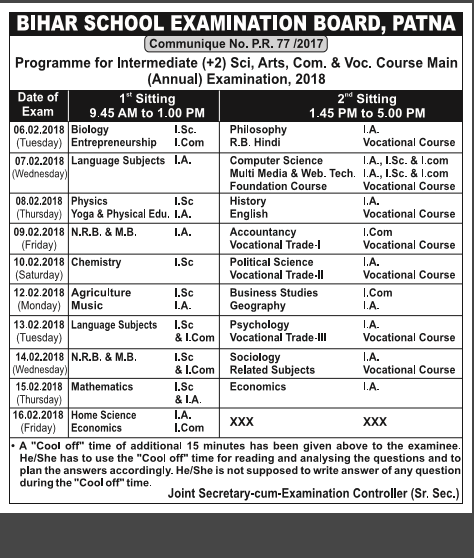 BIHAR SCHOOL EXAMINATION BOARD, PATNA
Communique No. P.R. 77 /2017
Programme for Intermediate (+2) Sci, Arts, Com. & Voc. Course Main
(Annual) Examination, 2018
Date of Exam 1st Sitting 9.45 AM to 1.00 PM 2nd Sitting 1.45 PM to 5.00 PM
06.02.2018 Biology I.Sc. Philosophy I.A.
(Tuesday) Entrepreneurship I.Com R.B. Hindi Vocational Course
07.02.2018 Language Subjects I.A. Computer Science I.A., I.Sc. & I.com
(Wednesday) Multi Media & Web. Tech. I.A., I.Sc. & I.com
Foundation Course Vocational Course
08.02.2018 Physics I.Sc History I.A.
(Thursday) Yoga & Physical Edu. I.A. English Vocational Course
09.02.2018 N.R.B. & M.B. I.A. Accountancy I.Com
(Friday) Vocational Trade-I Vocational Course
10.02.2018 Chemistry I.Sc Political Science I.A.
(Saturday) Vocational Trade-II Vocational Course
12.02.2018 Agriculture I.Sc Business Studies I.Com
(Monday) Music I.A. Geography I.A.
13.02.2018 Language Subjects I.Sc Psychology I.A.
(Tuesday) & I.Com Vocational Trade-III Vocational Course
14.02.2018 N.R.B. & M.B. I.Sc Sociology I.A.
(Wednesday) & I.Com Related Subjects Vocational Course
15.02.2018 Mathematics I.Sc Economics I.A.
(Thursday) & I.A.
16.02.2018 Home Science I.A. XXX XXX
(Friday) Economics I.Com
• A "Cool off" time of additional 15 minutes has been given above to the examinee.
He/She has to use the "Cool off" time for reading and analysing the questions and to
plan the answers accordingly. He/She is not supposed to write answer of any question
during the "Cool off" time.
Joint Secretary-cum-Examination Controller (Sr. Sec.)